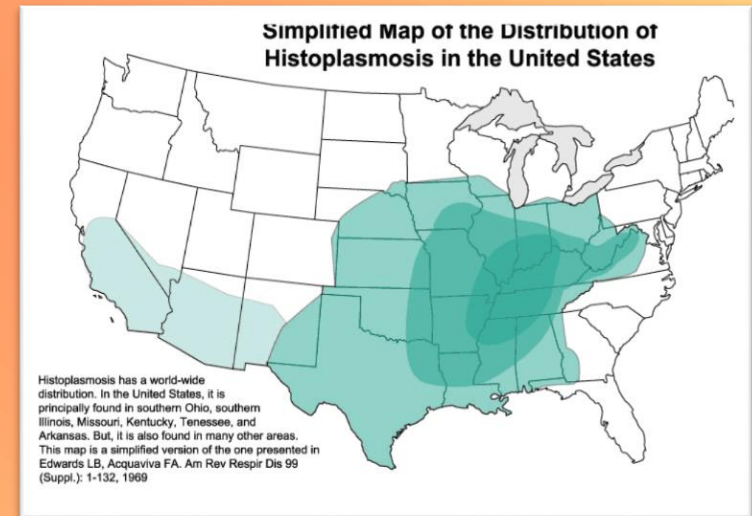 Simplified Map of the Distribution of
Histoplasmosis in the United States
Histoplasmosis has a world-wide
distribution. In the United States, it is
principally found in southern Ohio, southern
Illinois, Missouri, Kentucky, Tenessee, and
Arkansas. But, it is also found in many other areas.
This map is a simplified version of the one presented in
Edwards LB, Acquaviva FA. Am Rev Respir Dis 99
(Suppl.): 1-132, 1969